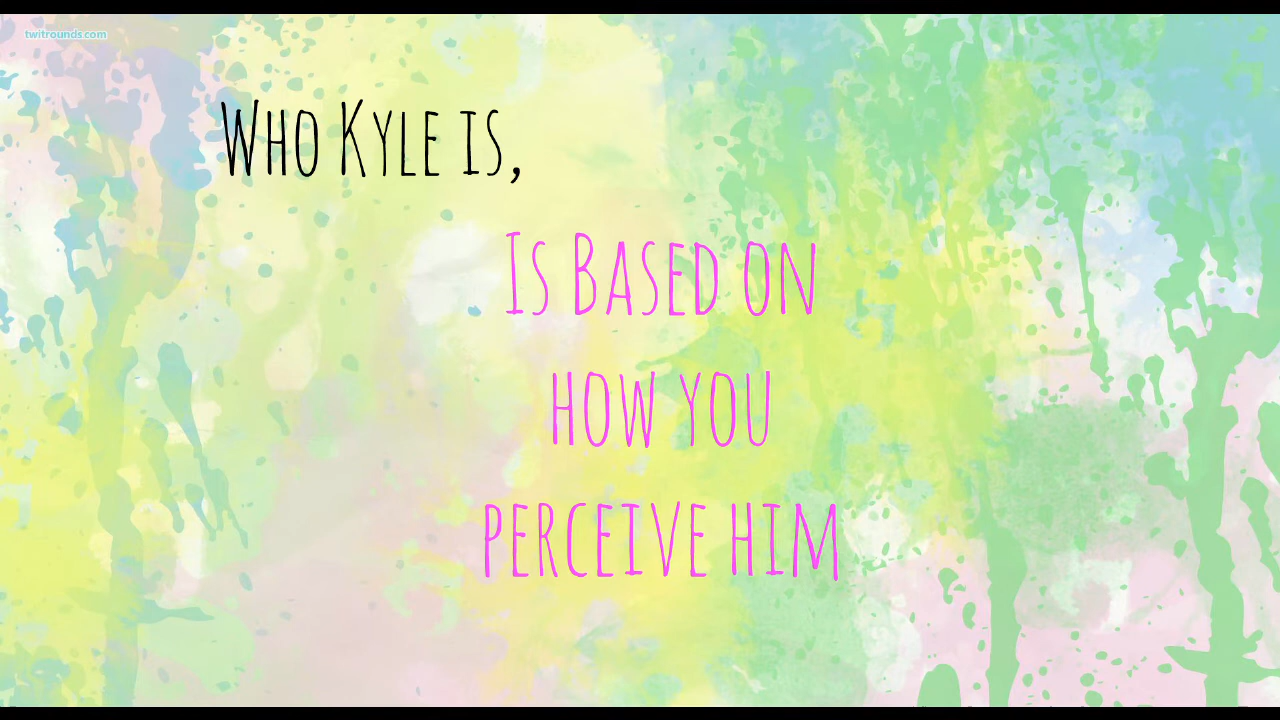 twitrounds.com
Who Kyle is,
Is Based on
how you
perceive him